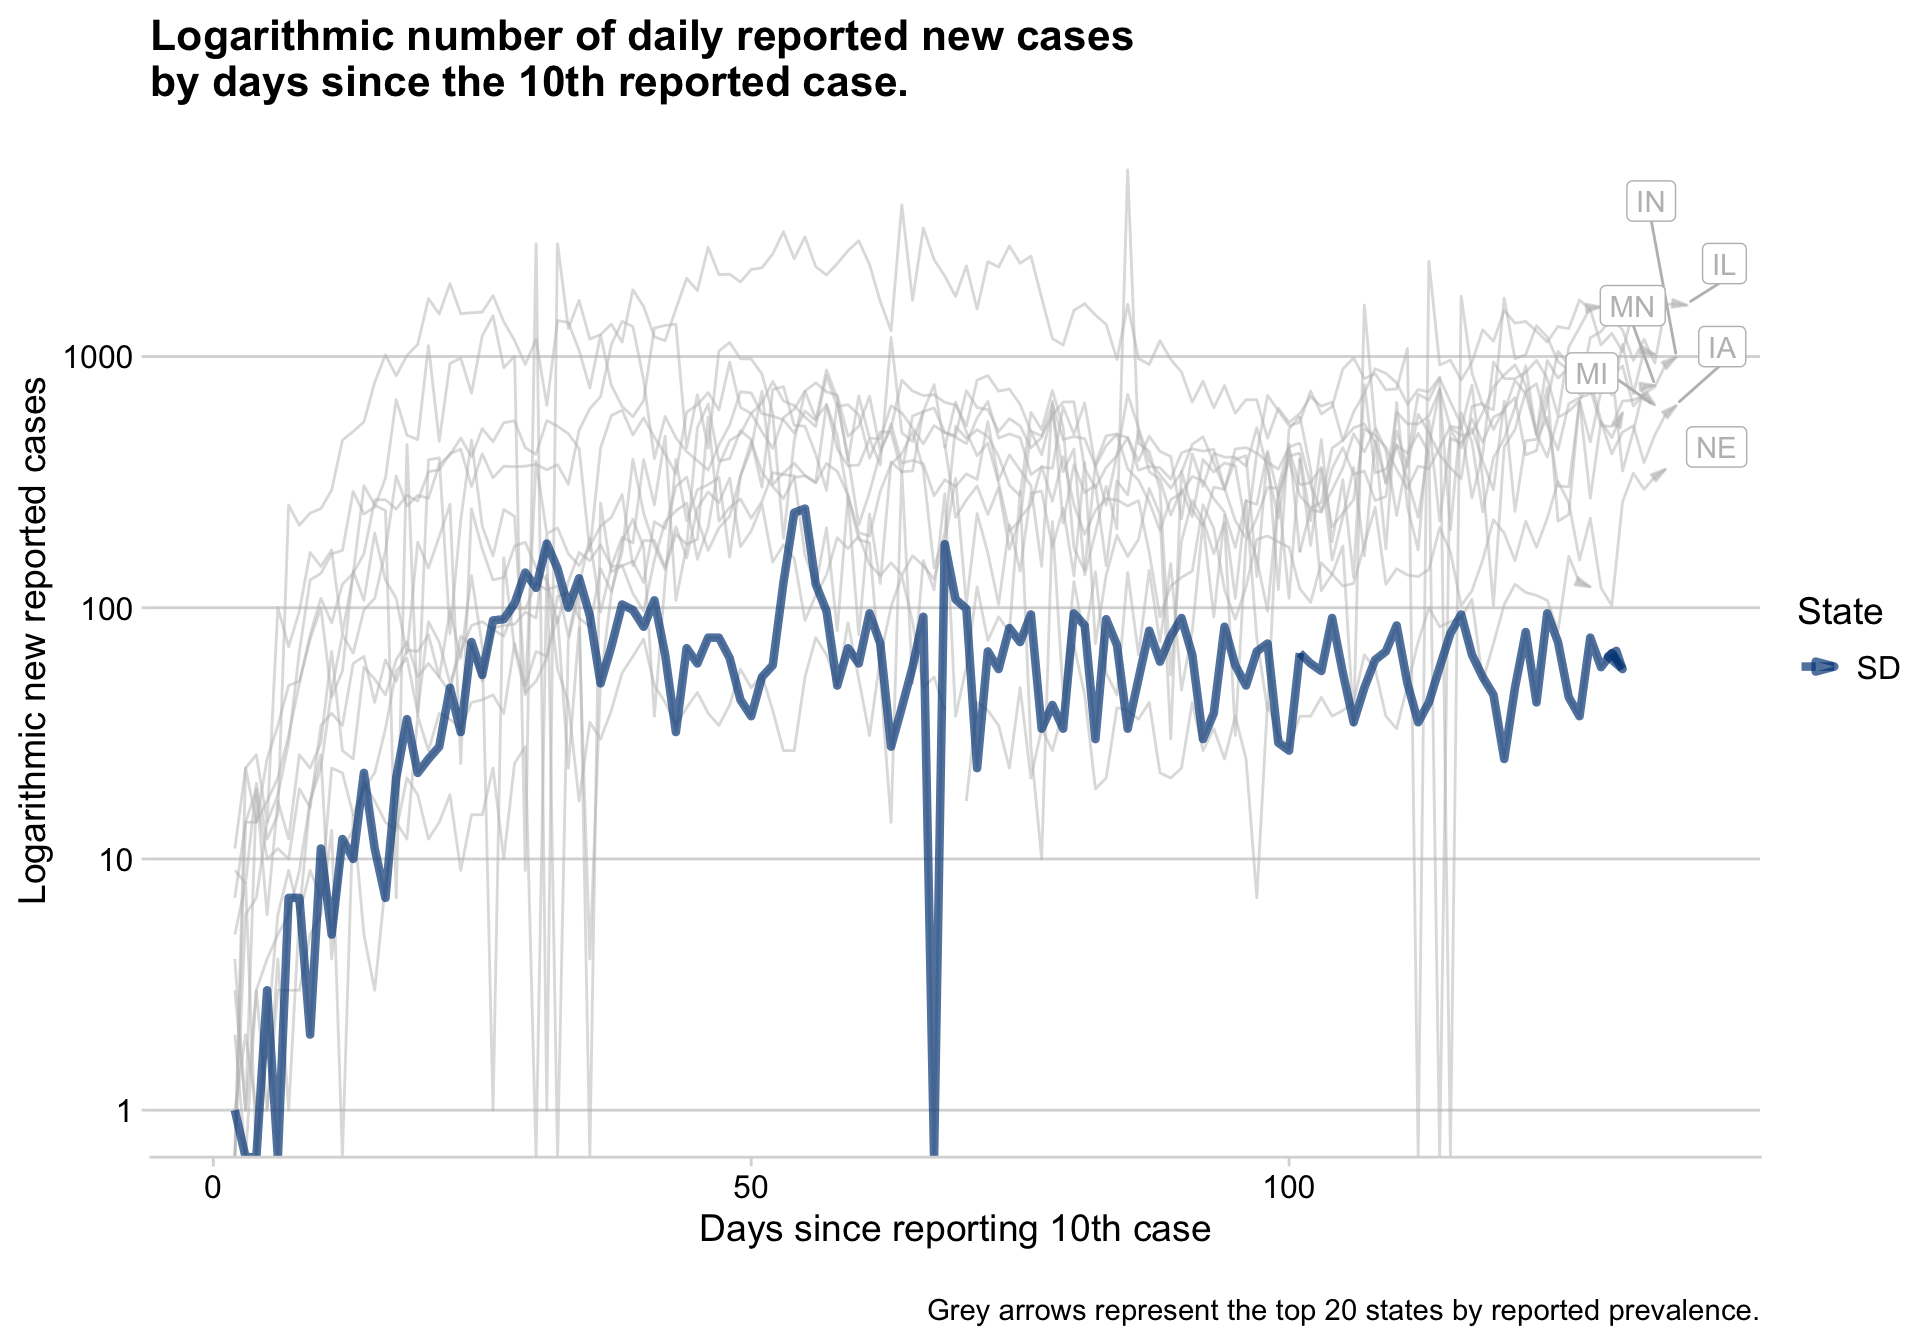 Logarithmic number of daily reported new cases
by days since the 10th reported case.
Logarithmic new reported cases
1000
100
10
1
IN
IL
MN
IA
MI
NE
State
SD
0
50
100
Days since reporting 10th case
Grey arrows represent the top 20 states by reported prevalence.